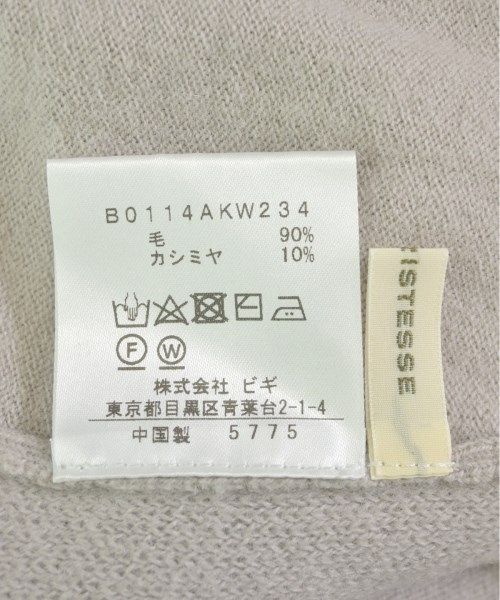 B0114AKW234
毛 90%
カシミヤ 10%
F W
株式会社 ビギ
東京都目黒区青葉台2-1-4
中国製 5775
ISTESSE